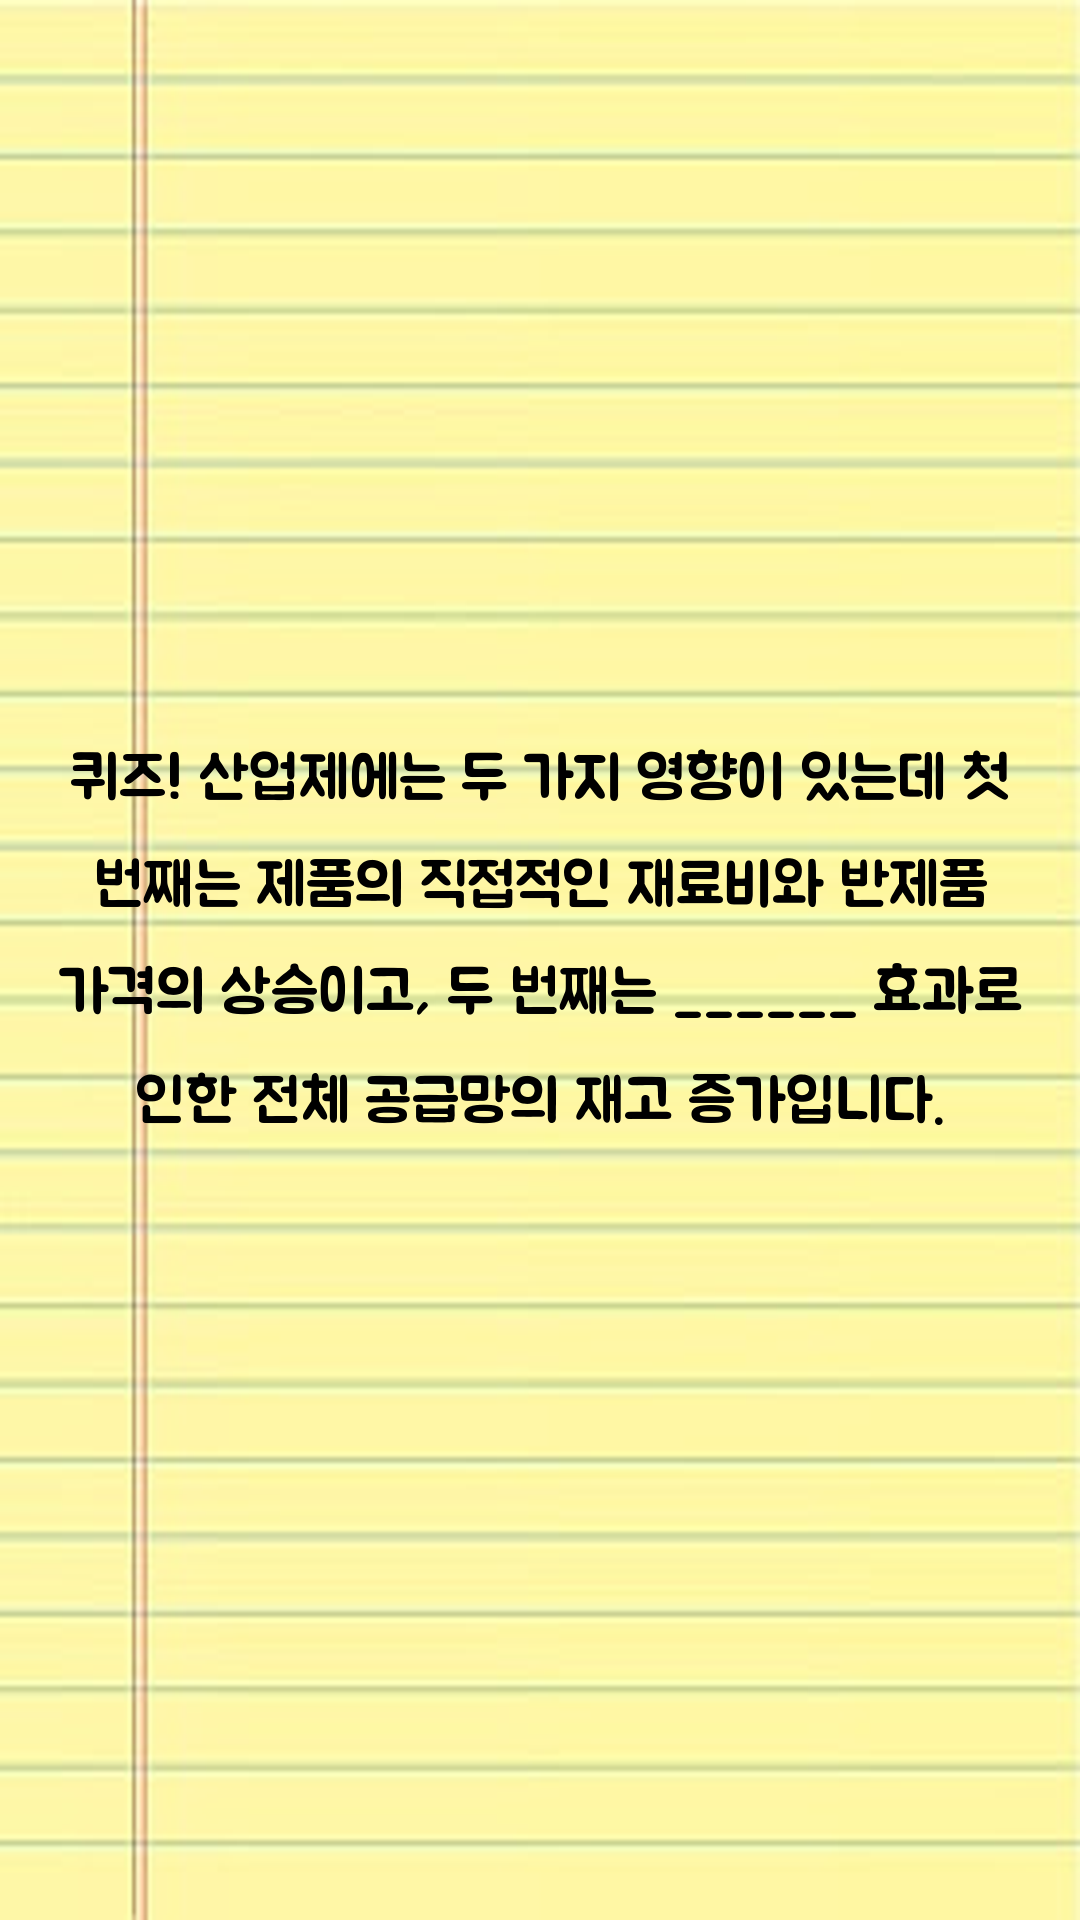 퀴즈! 산업제에는 두 가지 영향이 있는데 첫
번째는 제품의 직접적인 재료비와 반제품
가격의 상승이고, 두 번째는 ______ 효과로
인한 전체 공급망의 재고 증가입니다.